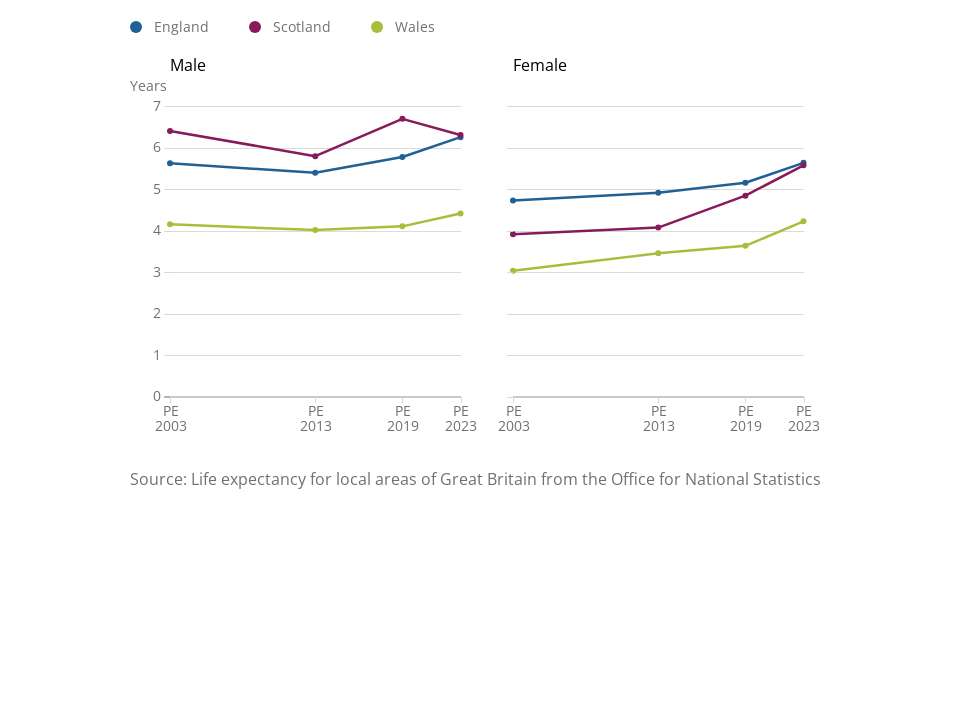 England Scotland Wales
Male Female
Years
7
6
5
4
3
2
1
0
PE PE PE PE PE PE PE PE
2003 2013 2019 2023 2003 2013 2019 2023
Source: Life expectancy for local areas of Great Britain from the Office for National Statistics